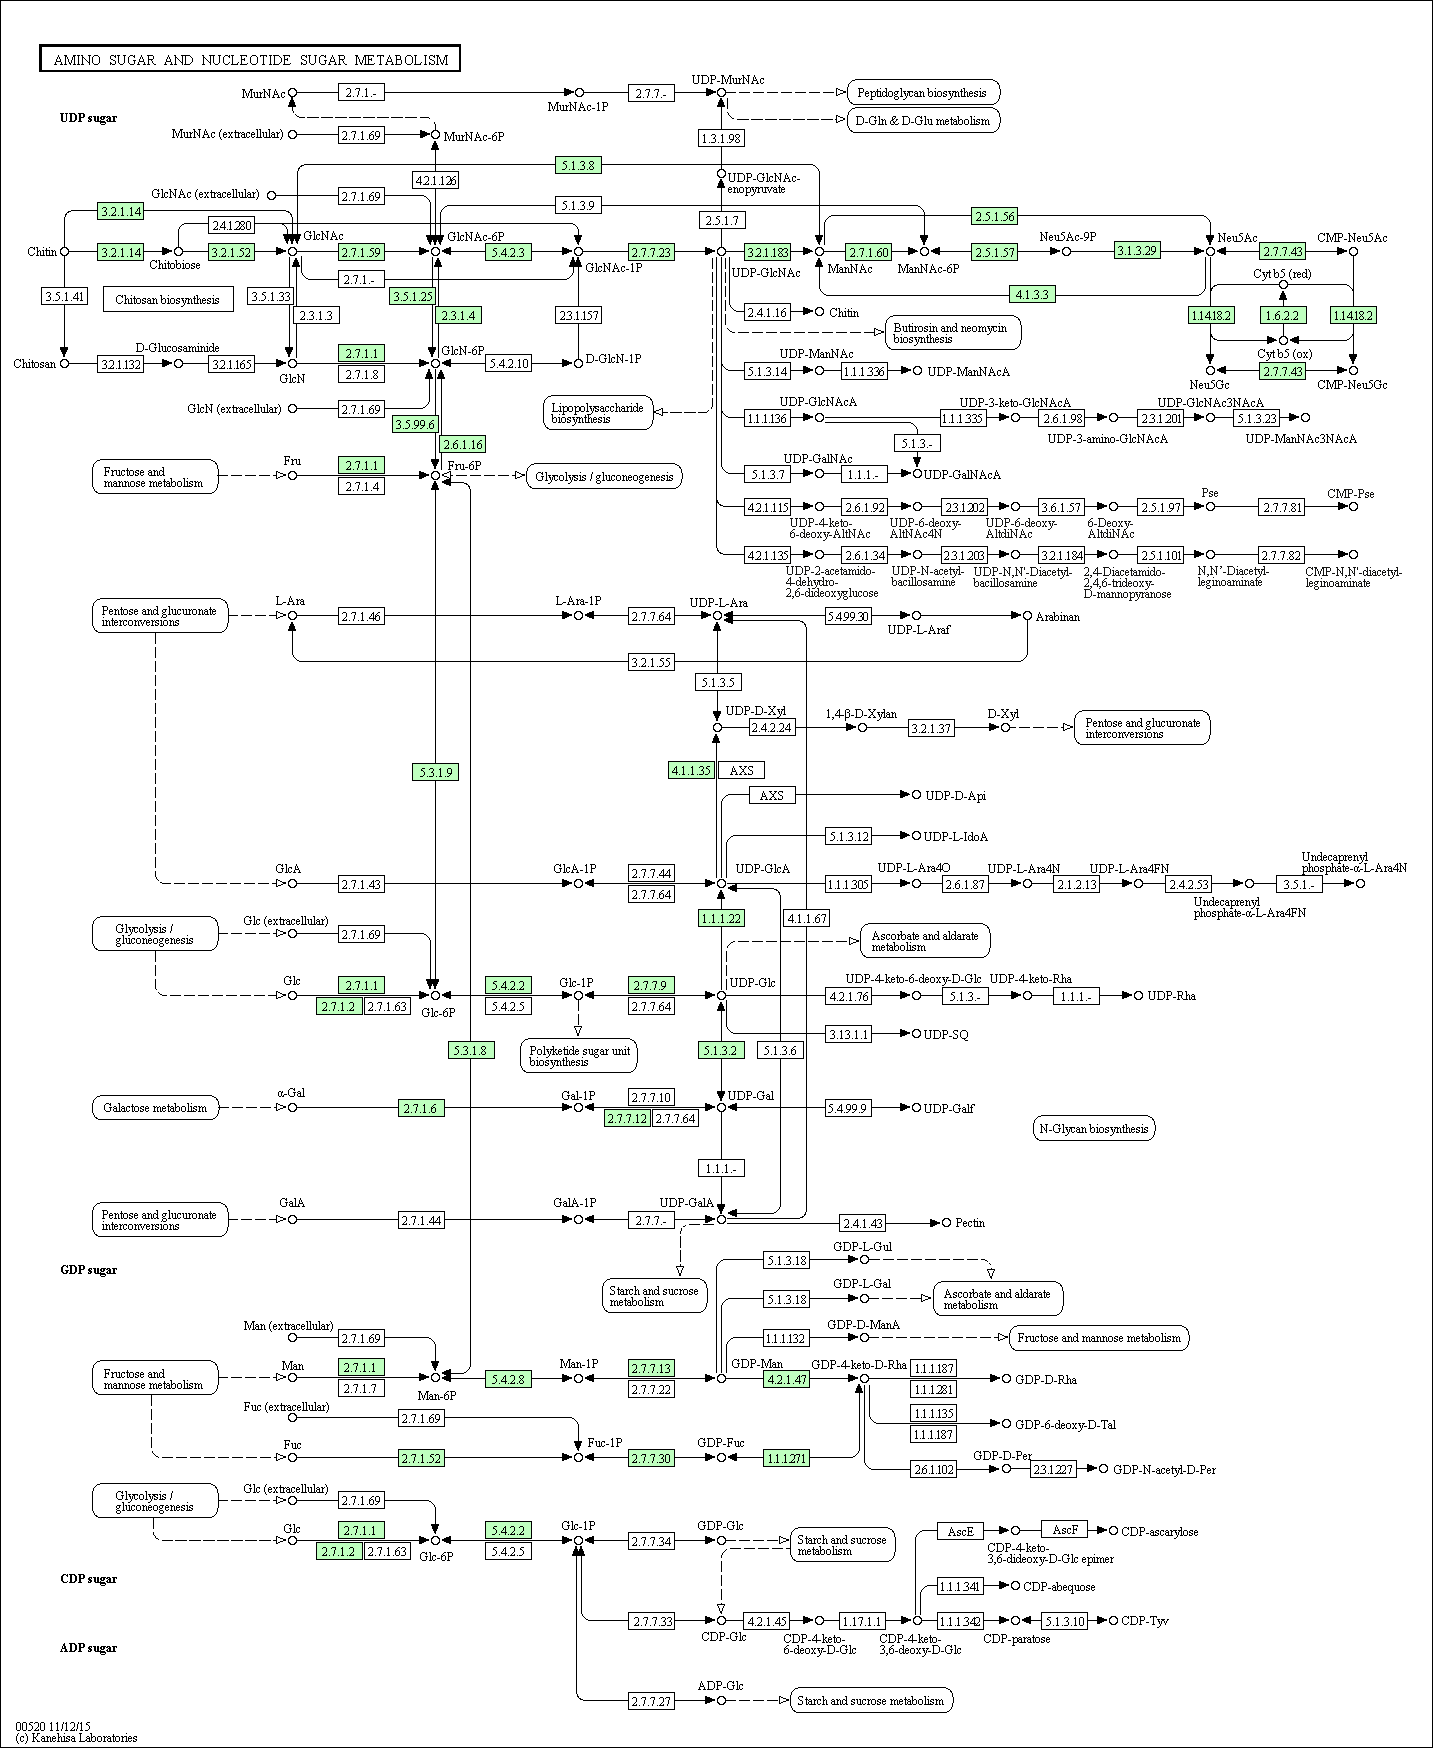 AMINO SUGAR AND NUCLEOTIDE SUGAR METABOLISM
UDP-MurNAc
MurNAc
2.7.1.-
MurNAc-1P
2.7.7.-
Peptidoglycan biosynthesis
UDP sugar
D-Gln & D-Glu metabolism
MurNAc (extracellular)
2.7.1.69
MurNAc-6P
1.3.1.98
5.1.3.8
4.2.1.126
UDP-GlcNAc-
enopyruvate
GlcNAc (extracellular)
2.7.1.69
5.1.3.9
3.2.1.14
2.4.1.280
2.5.1.7
2.5.1.56
GlcNAc
GlcNAc-6P
Neu5Ac-9P
Neu5Ac
CMP-Neu5Ac
Chitin
3.2.1.14
Chitobiose
3.2.1.52
2.7.1.59
5.4.2.3
GlcNAc-1P
2.7.7.23
UDP-GlcNAc
3.2.1.183
ManNAc
2.7.1.60
ManNAc-6P
2.5.1.57
3.1.3.29
2.7.7.43
2.7.1.-
Cyt b5 (red)
3.5.1.41
Chitosan biosynthesis
3.5.1.33
3.5.1.25
4.1.3.3
2.3.1.3
2.3.1.4
2.3.1.157
2.4.1.16
Chitin
1.14.18.2
1.6.2.2
1.14.18.2
Butirosin and neomycin
biosynthesis
D-Glucosaminide
2.7.1.1
GlcN-6P
UDP-ManNAc
Cyt b5 (ox)
Chitosan
3.2.1.132
3.2.1.165
GlcN
2.7.1.8
5.4.2.10
D-GlcN-1P
5.1.3.14
1.1.1.336
UDP-ManNAcA
Neu5Gc
2.7.7.43
CMP-Neu5Gc
GlcN (extracellular)
2.7.1.69
Lipopolysaccharide
biosynthesis
UDP-GlcNAcA
UDP-3-keto-GlcNAcA
UDP-GlcNAc3NAcA
1.1.1.136
1.1.1.335
2.6.1.98
2.3.1.201
5.1.3.23
UDP-3-amino-GlcNAcA
UDP-ManNAc3NAcA
3.5.99.6
2.6.1.16
5.1.3.-
Fructose and
mannose metabolism
Fru
2.7.1.1
2.7.1.4
Fru-6P
Glycolysis / gluconeogenesis
UDP-GalNAc
5.1.3.7
1.1.1.-
UDP-GalNAcA
Pse
CMP-Pse
4.2.1.115
2.6.1.92
2.3.1.202
3.6.1.57
2.5.1.97
2.7.7.81
UDP-4-keto-
6-deoxy-AltNAc
UDP-6-deoxy-
AltNAc4N
UDP-6-deoxy-
AltdiNAc
6-Deoxy-
AltdiNAc
4.2.1.135
2.6.1.34
2.3.1.203
3.2.1.184
2.5.1.101
2.7.7.82
UDP-2-acetamido-
4-dehydro-
2,6-dideoxyglucose
UDP-N-acetyl-
bacillosamine
UDP-N,N'-Diacetyl-
bacillosamine
2,4-Diacetamido-
2,4,6-trideoxy-
D-mannopyranose
N,N'-Diacetyl-
leginoaminate
CMP-N,N'-diacetyl-
leginoaminate
Pentose and glucuronate
interconversions
L-Ara
2.7.1.46
L-Ara-1P
2.7.7.64
UDP-L-Ara
5.4.99.30
UDP-L-Araf
Arabinan
3.2.1.55
5.1.3.5
UDP-D-Xyl
2.4.2.24
1,4-β-D-Xylan
3.2.1.37
D-Xyl
Pentose and glucuronate
interconversions
5.3.1.9
4.1.1.35
AXS
AXS
UDP-D-Api
5.1.3.12
UDP-L-IdoA
GlcA
2.7.1.43
GlcA-1P
2.7.7.44
2.7.7.64
UDP-GlcA
1.1.1.305
UDP-L-Ara4O
2.6.1.87
UDP-L-Ara4N
2.1.2.13
UDP-L-Ara4FN
2.4.2.53
Undecaprenyl
phosphate-α-L-Ara4FN
3.5.1.-
Undecaprenyl
phosphate-α-L-Ara4N
1.1.1.22
4.1.1.67
Glycolysis /
gluconeogenesis
Glc (extracellular)
2.7.1.69
Ascorbate and aldarate
metabolism
Glc
2.7.1.1
2.7.1.2
2.7.1.63
Glc-6P
5.4.2.2
5.4.2.5
Glc-1P
2.7.7.9
2.7.7.64
UDP-Glc
4.2.1.76
UDP-4-keto-6-deoxy-D-Glc
5.1.3.-
UDP-4-keto-Rha
1.1.1.-
UDP-Rha
3.13.1.1
UDP-SQ
5.3.1.8
Polyketide sugar unit
biosynthesis
5.1.3.2
5.1.3.6
Galactose metabolism
α-Gal
2.7.1.6
Gal-1P
2.7.7.10
2.7.7.12
2.7.7.64
UDP-Gal
5.4.99.9
UDP-Galf
N-Glycan biosynthesis
1.1.1.-
Pentose and glucuronate
interconversions
GalA
2.7.1.44
GalA-1P
2.7.7.-
UDP-GalA
2.4.1.43
Pectin
GDP sugar
Starch and sucrose
metabolism
5.1.3.18
GDP-L-Gul
5.1.3.18
GDP-L-Gal
Ascorbate and aldarate
metabolism
Man (extracellular)
2.7.1.69
1.1.1.132
GDP-D-ManA
Fructose and mannose metabolism
Fructose and
mannose metabolism
Man
2.7.1.1
2.7.1.7
Man-6P
5.4.2.8
Man-1P
2.7.7.13
2.7.7.22
GDP-Man
4.2.1.47
GDP-4-keto-D-Rha
1.1.1.187
1.1.1.281
GDP-D-Rha
Fuc (extracellular)
2.7.1.69
1.1.1.135
1.1.1.187
GDP-6-deoxy-D-Tal
Fuc
2.7.1.52
Fuc-1P
2.7.7.30
GDP-Fuc
1.1.1.271
2.6.1.102
GDP-D-Per
2.3.1.227
GDP-N-acetyl-D-Per
Glycolysis /
gluconeogenesis
Glc (extracellular)
2.7.1.69
Glc
2.7.1.1
2.7.1.2
2.7.1.63
Glc-6P
5.4.2.2
5.4.2.5
Glc-1P
2.7.7.34
GDP-Glc
Starch and sucrose
metabolism
AscE
CDP-4-keto-
3,6-dideoxy-D-Glc epimer
AscF
CDP-ascarylose
CDP sugar
1.1.1.341
CDP-abequose
2.7.7.33
CDP-Glc
4.2.1.45
CDP-4-keto-
6-deoxy-D-Glc
1.17.1.1
CDP-4-keto-
3,6-deoxy-D-Glc
1.1.1.342
CDP-paratose
5.1.3.10
CDP-Tyv
ADP sugar
2.7.7.27
ADP-Glc
Starch and sucrose metabolism
00520 11/12/15
(c) Kanehisa Laboratories